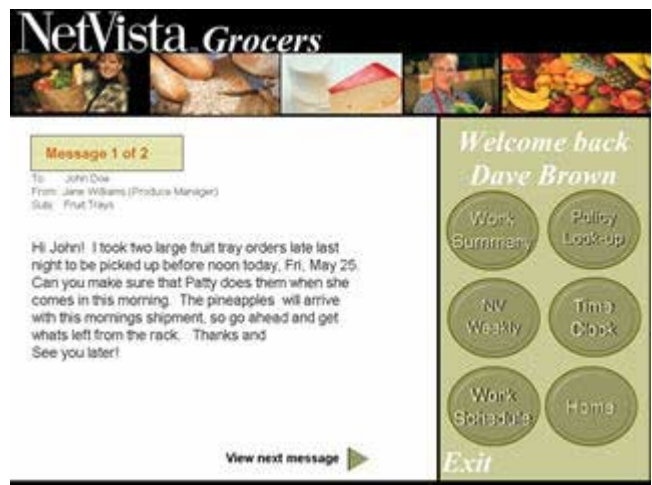 NetVista Grocers
Message 1 of 2
To: John Doe
From: Jane Williams (Produce Manager)
Sub: Fruit Trays
Hi John! I took two large fruit tray orders late last
night to be picked up before noon today, Fri, May 25.
Can you make sure that Patty does them when she
comes in this morning. The pineapples will arrive
with this mornings shipment, so go ahead and get
whats left from the rack. Thanks and
See you later!
View next message
Welcome back
Dave Brown
Work
Summary
Policy
Look-up
NV
Weekly
Time
Clock
Work
Schedule
Home
Exit